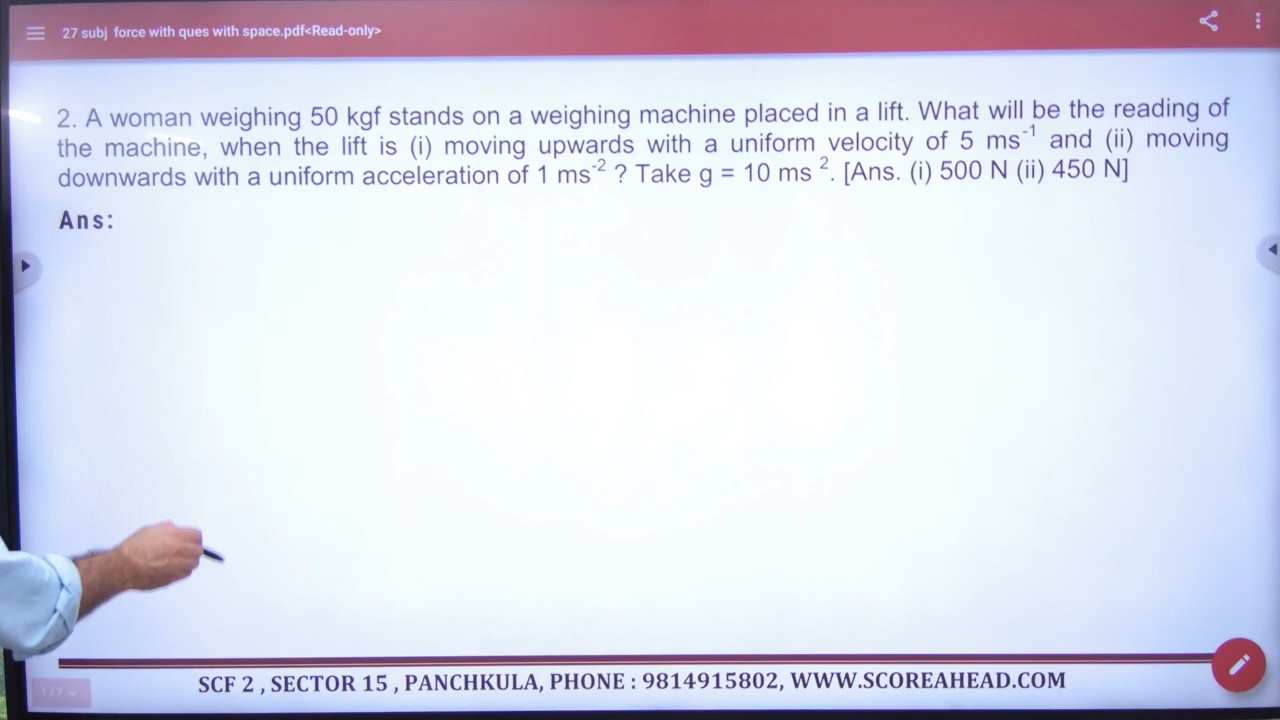 27 subj force with ques with space.pdf<Read-only>
2. A woman weighing 50 kgf stands on a weighing machine placed in a lift. What will be the reading of
the machine, when the lift is (i) moving upwards with a uniform velocity of 5 ms⁻¹ and (ii) moving
downwards with a uniform acceleration of 1 ms⁻² ? Take g = 10 ms ². [Ans. (i) 500 N (ii) 450 N]
Ans:
1/7
SCF 2 , SECTOR 15 , PANCHKULA, PHONE : 9814915802, WWW.SCOREAHEAD.COM